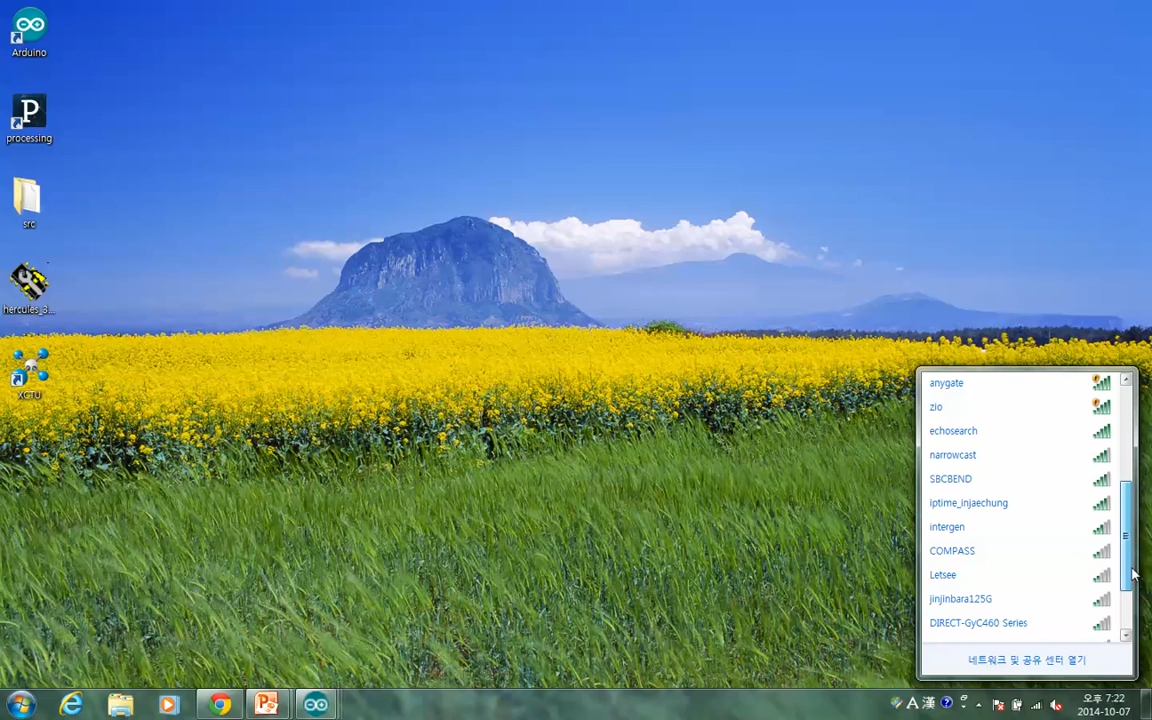 Arduino
P
processing
src
hercules_3...
XCTU
anygate
zio
echosearch
narrowcast
SBCBEND
iptime_injaechung
intergen
COMPASS
Letsee
jinjinbara125G
DIRECT-GyC460 Series
네트워크 및 공유 센터 열기
A 漢
오후 7:22
2014-10-07